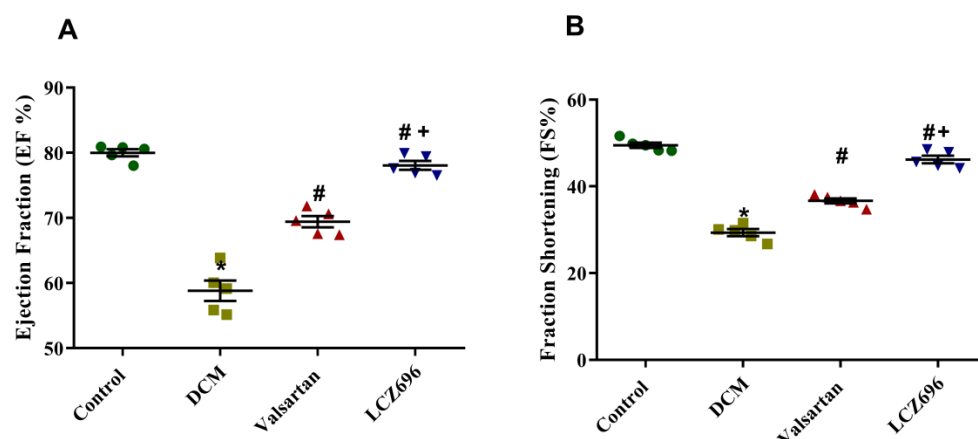 A
Ejection Fraction (EF %)
90
80
70
60
50
*
#
# +
Control
DCM
Valsartan
LCZ696
B
Fraction Shortening (FS%)
60
40
20
0
*
#
# +
Control
DCM
Valsartan
LCZ696